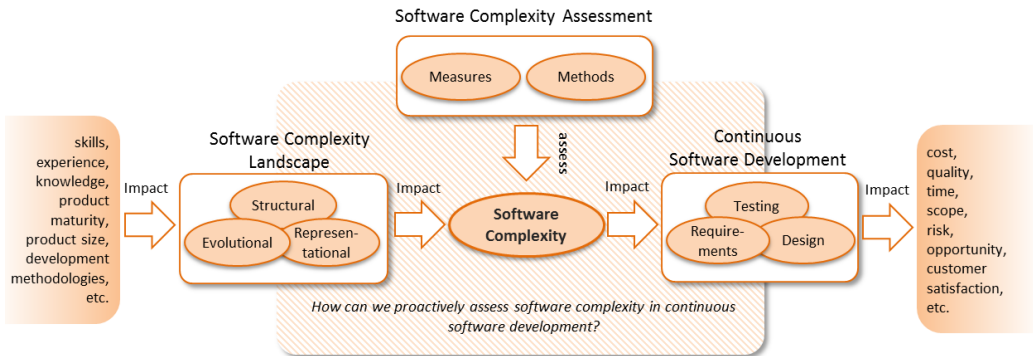 Software Complexity Assessment
Measures
Methods
assess
skills,
experience,
knowledge,
product
maturity,
product size,
development
methodologies,
etc.
Impact
Software Complexity
Landscape
Structural
Evolutional
Represen-
tational
Impact
Software
Complexity
Impact
Continuous
Software Development
Testing
Require-
ments
Design
Impact
cost,
quality,
time,
scope,
risk,
opportunity,
customer
satisfaction,
etc.
How can we proactively assess software complexity in continuous
software development?